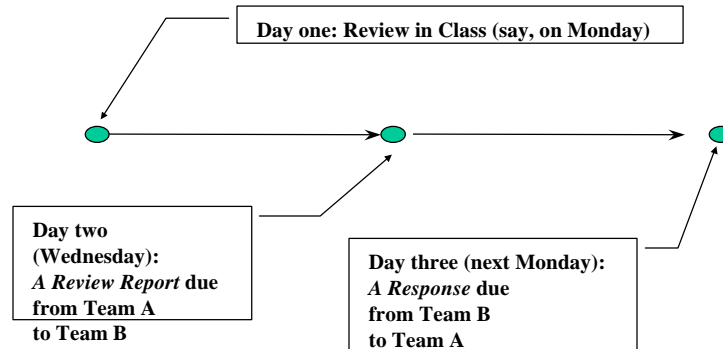 Day one: Review in Class (say, on Monday)
Day two
(Wednesday):
A Review Report due
from Team A
to Team B
Day three (next Monday):
A Response due
from Team B
to Team A